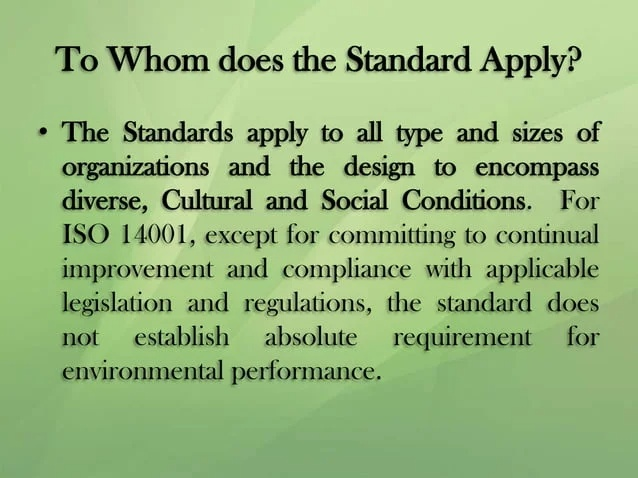 To Whom does the Standard Apply?
• The Standards apply to all type and sizes of
organizations and the design to encompass
diverse, Cultural and Social Conditions. For
ISO 14001, except for committing to continual
improvement and compliance with applicable
legislation and regulations, the standard does
not establish absolute requirement for
environmental performance.